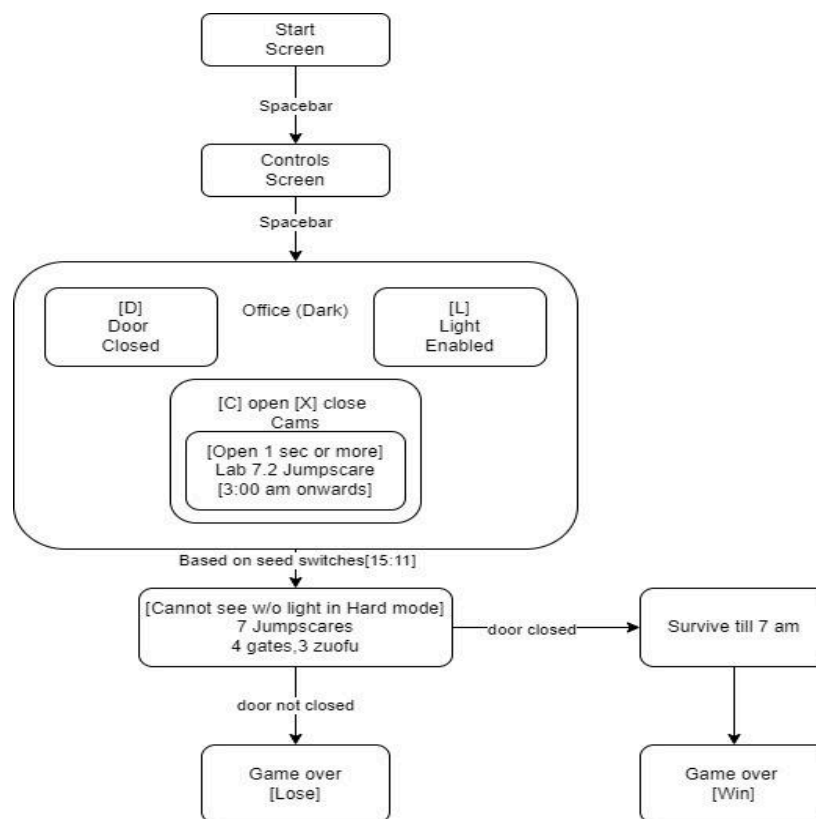 Start
Screen
Spacebar
Controls
Screen
Spacebar
[D]
Door
Closed
Office (Dark)
[L]
Light
Enabled
[C] open [X] close
Cams
[Open 1 sec or more]
Lab 7.2 Jumpscare
[3:00 am onwards]
Based on seed switches[15:11]
[Cannot see w/o light in Hard mode]
7 Jumpscares
4 gates,3 zuofu
door closed
Survive till 7 am
door not closed
Game over
[Lose]
Game over
[Win]